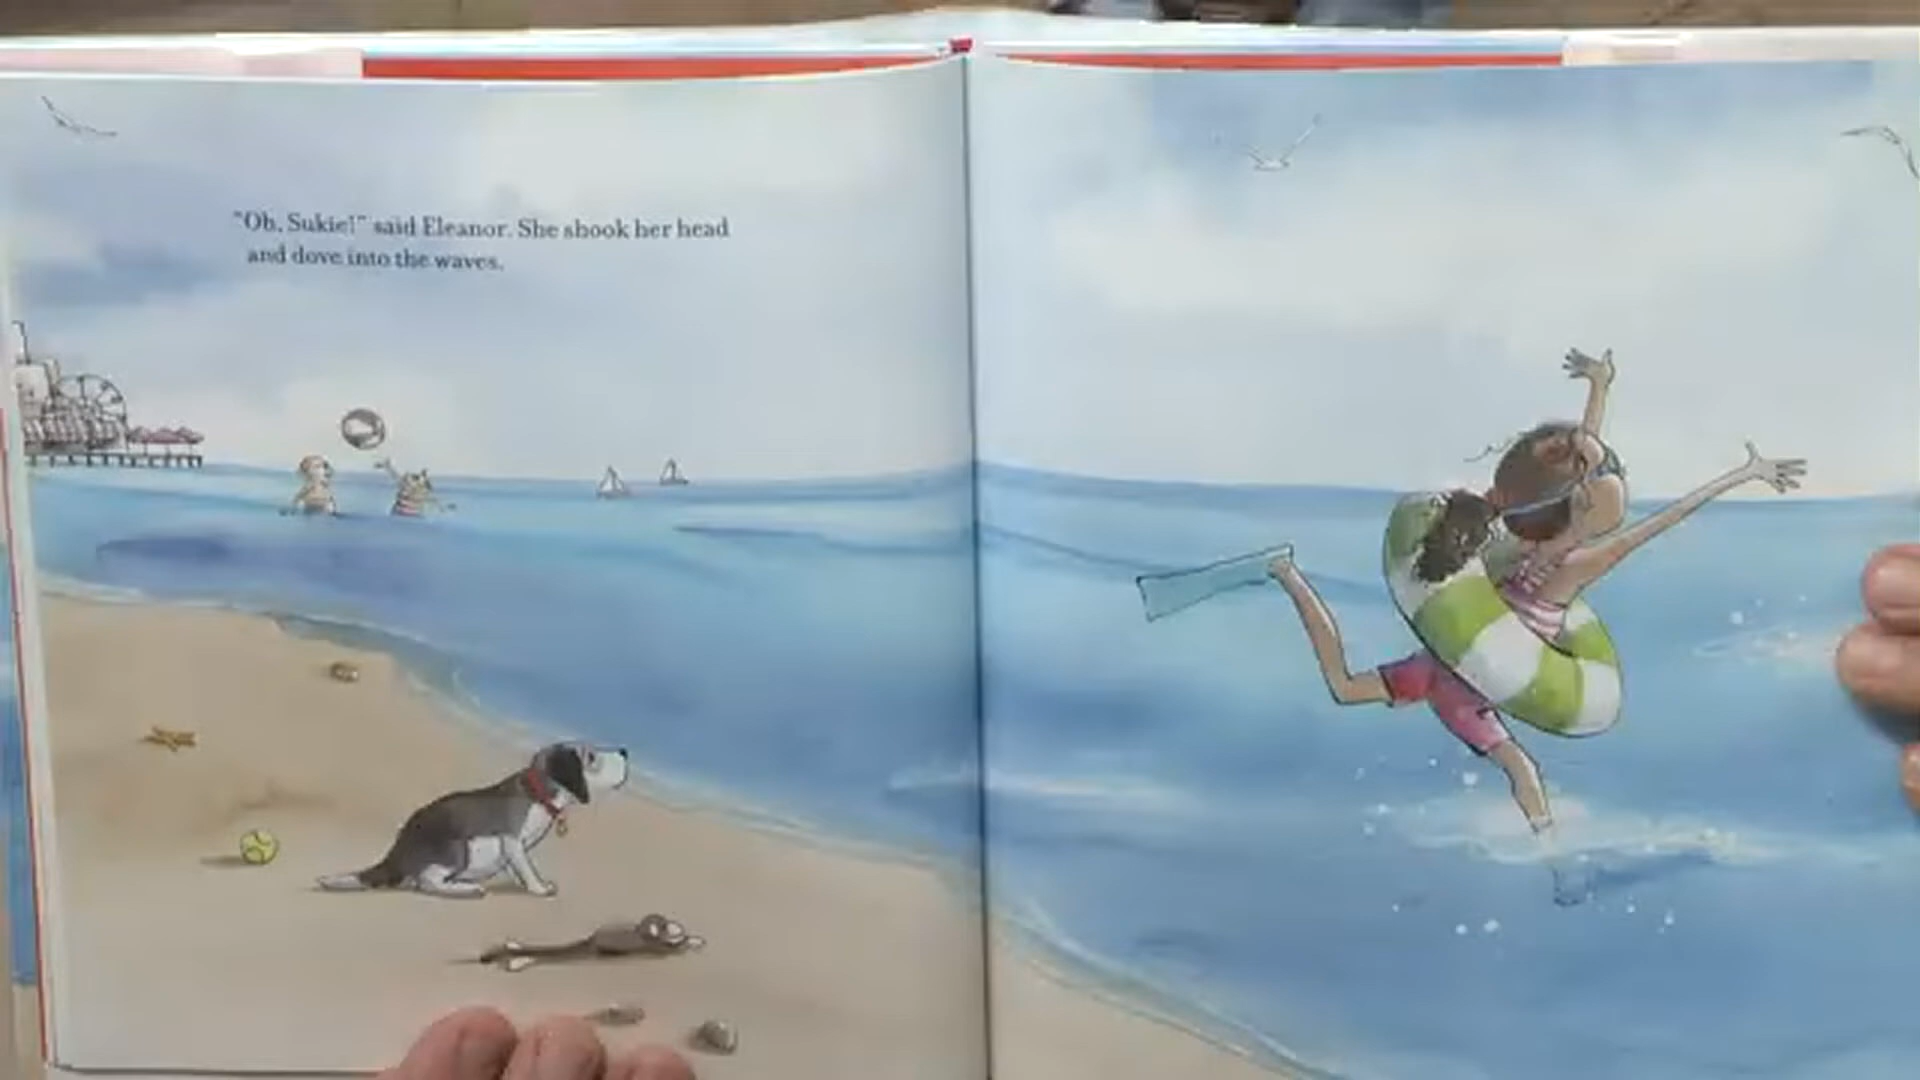 "Oh, Sukie!" said Eleanor. She shook her head
and dove into the waves.